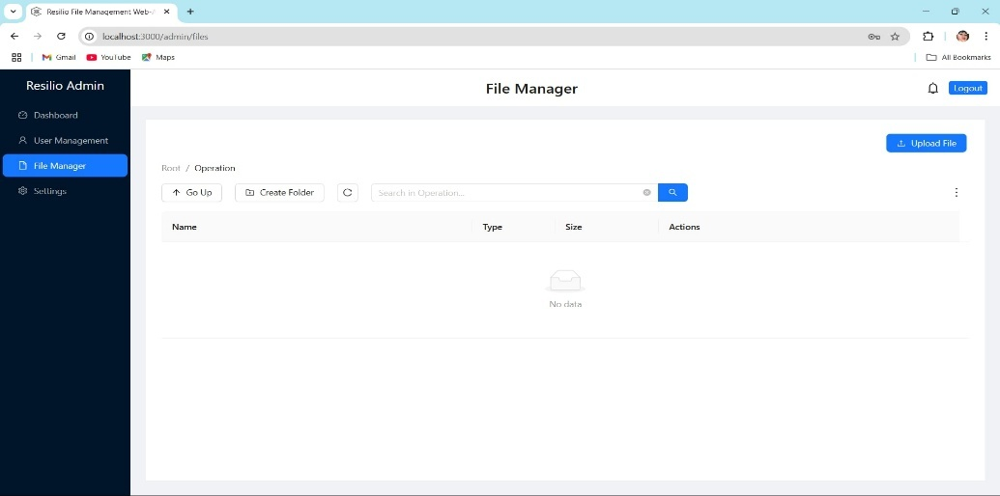 Resilio File Management Web-A
localhost:3000/admin/files
Gmail
YouTube
Maps
All Bookmarks
Resilio Admin
File Manager
Logout
Dashboard
User Management
File Manager
Settings
Upload File
Root / Operation
Go Up
Create Folder
Search in Operation...
Name
Type
Size
Actions
No data